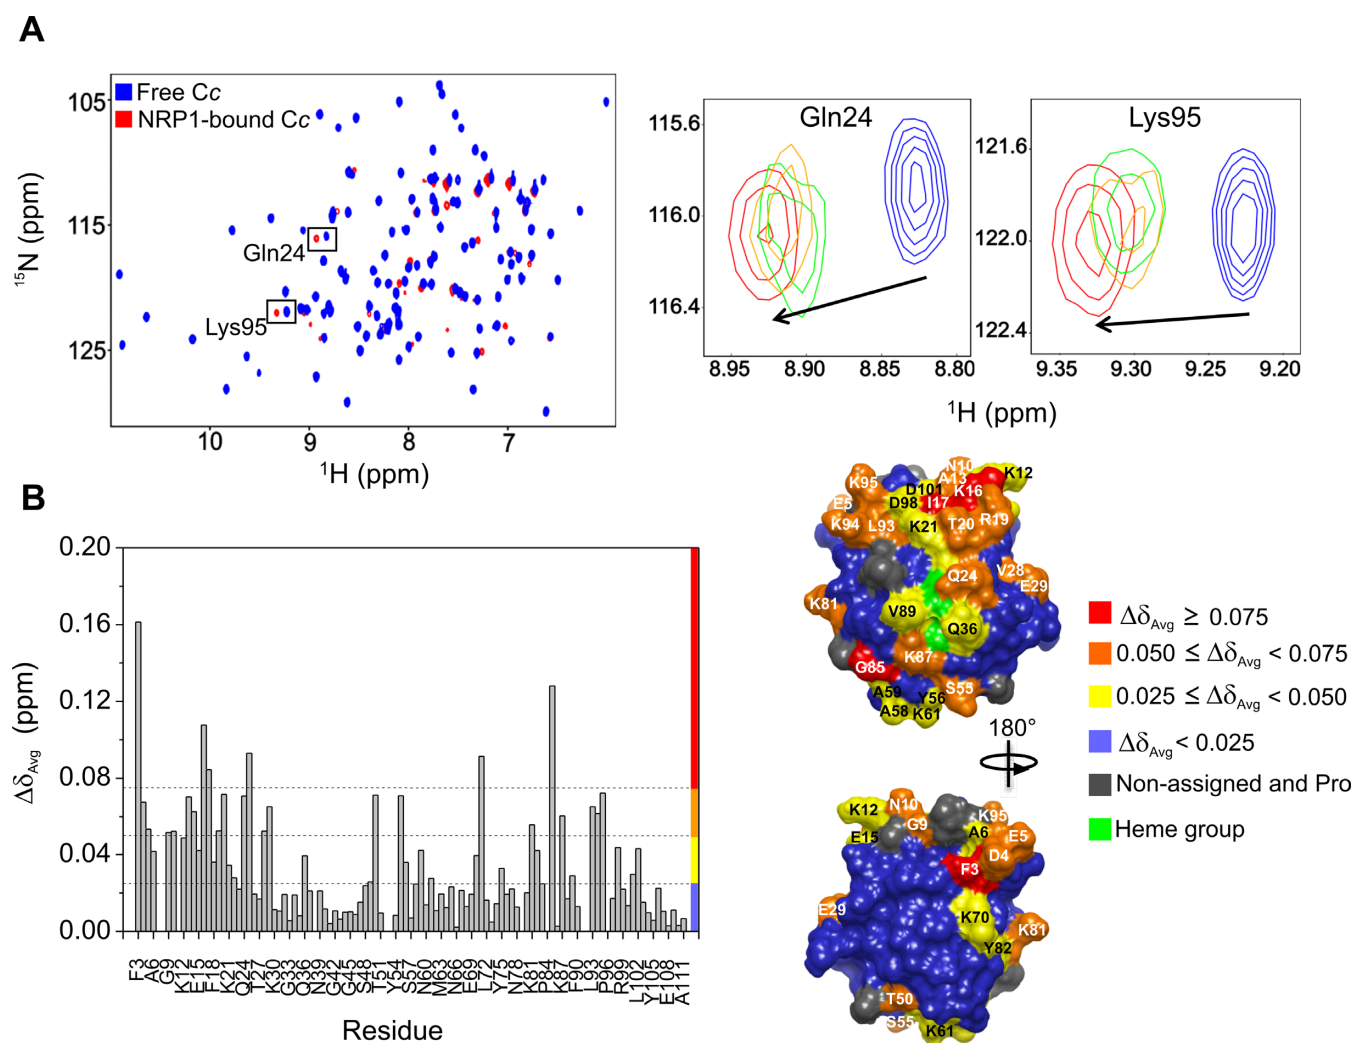 A
Free Cc
NRP1-bound Cc
105
115
125
15N (ppm)
Gln24
Lys95
10
9
8
7
1H (ppm)
Gln24
115.6
116.0
116.4
8.95
8.90
8.85
8.80
Lys95
121.6
122.0
122.4
9.35
9.30
9.25
9.20
1H (ppm)
B
0.20
0.16
0.12
0.08
0.04
0.00
ΔδAvg (ppm)
F3
A6
G9
K12
E15
F18
K21
Q24
T27
K30
G33
Q36
N39
G42
G45
S48
T51
Y54
S57
N60
M63
N66
E69
L72
Y75
N78
K81
P84
K87
F90
L93
P96
R99
L102
Y105
E108
A111
Residue
N10
K12
A13
K95
D101
K16
E5
D98
I17
K94
L93
K21
T20
R19
Q24
V28
E29
K81
V89
Q36
K87
G85
S55
A59
Y56
A58
K61
180°
K12
N10
K95
G9
E15
A6
E5
D4
F3
E29
K70
K81
Y82
T50
S55
K61
ΔδAvg ≥ 0.075
0.050 ≤ ΔδAvg < 0.075
0.025 ≤ ΔδAvg < 0.050
ΔδAvg < 0.025
Non-assigned and Pro
Heme group